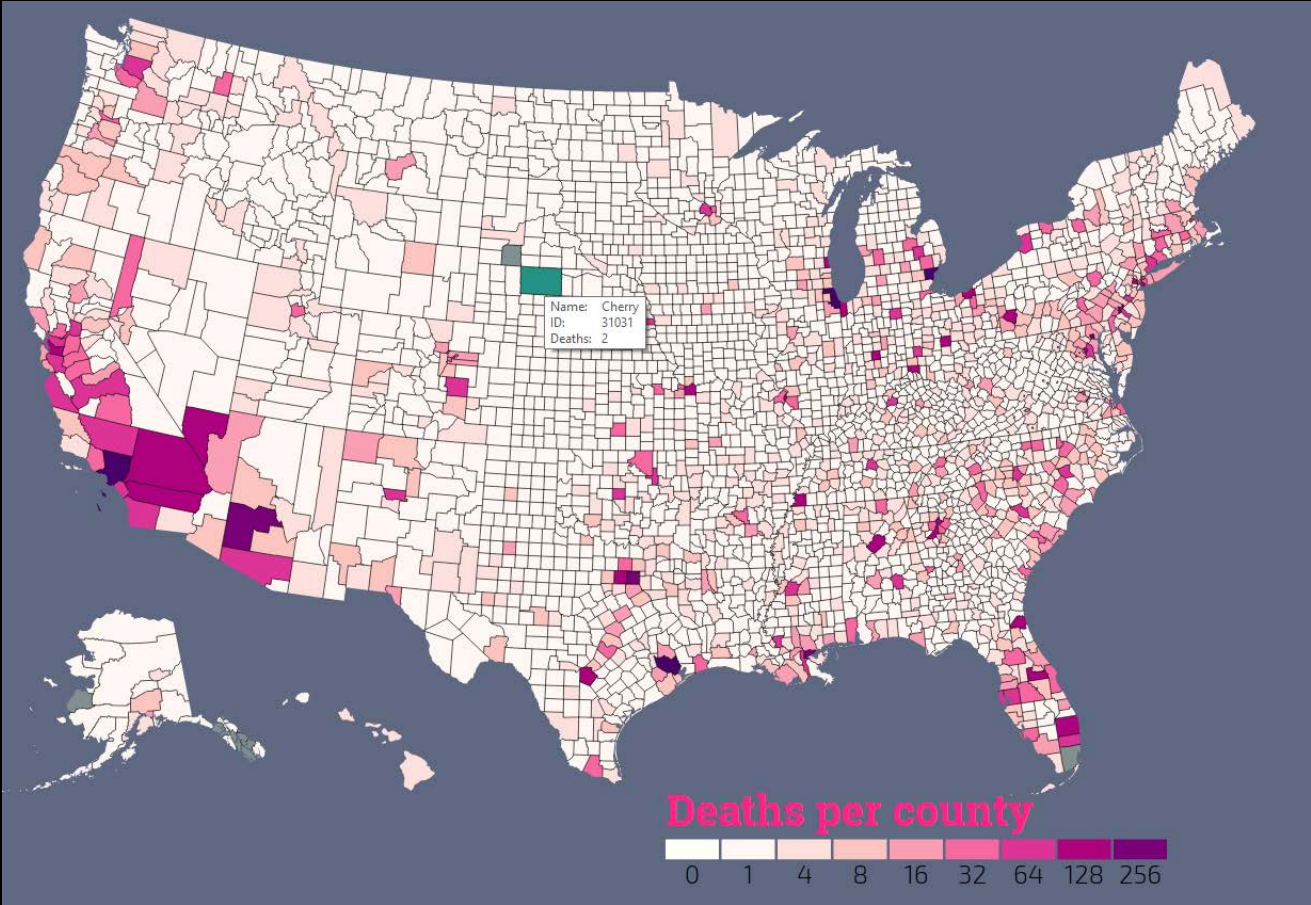 Name: Cherry
ID: 31031
Deaths: 2
Deaths per county
0 1 4 8 16 32 64 128 256